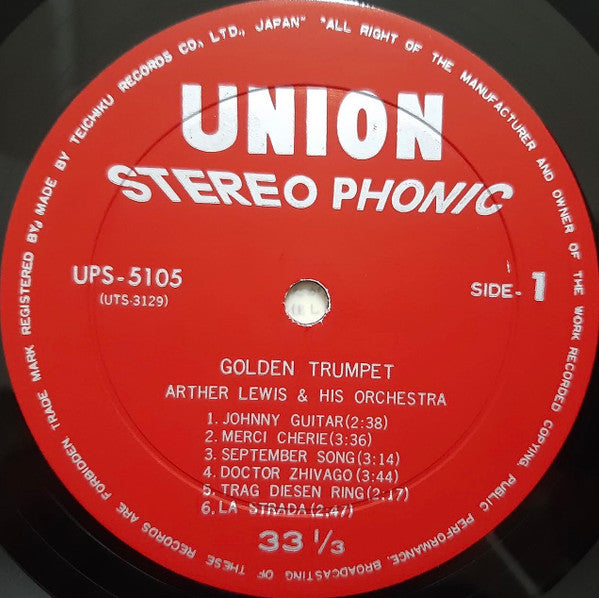 TRADE MARK REGISTERED BY, MADE BY TEICHIKU RECORDS CO., LTD., JAPAN" "ALL RIGHT OF THE MANUFACTURER AND OWNER OF THE WORK RECORDED COPYING, PUBLIC PERFORMANCE, BROADCASTING OF THESE RECORDS ARE FORBIDDEN
UNION
STEREO PHONIC
UPS-5105
(UTS-3129)
SIDE-1
GOLDEN TRUMPET
ARTHER LEWIS & HIS ORCHESTRA
1. JOHNNY GUITAR(2:38)
2. MERCI CHERIE(3:36)
3. SEPTEMBER SONG(3:14)
4. DOCTOR ZHIVAGO(3:44)
5. TRAG DIESEN RING(2:17)
6. LA STRADA(2:47)
33 1/3